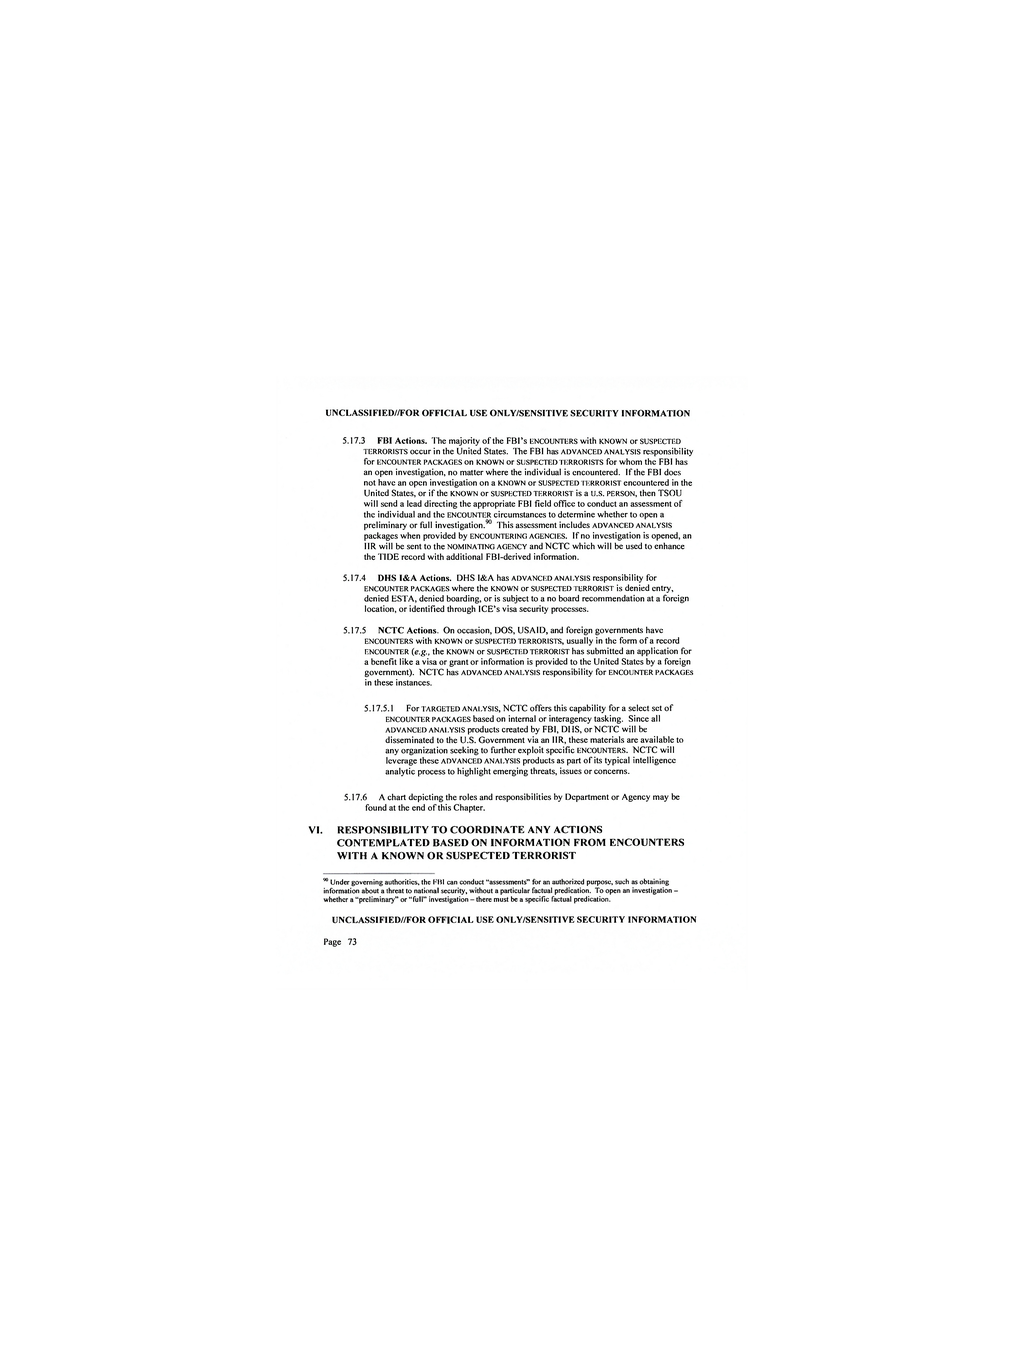 UNCLASSIFIED//FOR OFFICIAL USE ONLY/SENSITIVE SECURITY INFORMATION
5.17.3 FBI Actions. The majority of the FBI's ENCOUNTERS with KNOWN or SUSPECTED
TERRORISTS occur in the United States. The FBI has ADVANCED ANALYSIS responsibility
for ENCOUNTER PACKAGES on KNOWN or SUSPECTED TERRORISTS for whom the FBI has
an open investigation, no matter where the individual is encountered. If the FBI does
not have an open investigation on a KNOWN or SUSPECTED TERRORIST encountered in the
United States, or if the KNOWN or SUSPECTED TERRORIST is a U.S. PERSON, then TSOU
will send a lead directing the appropriate FBI field office to conduct an assessment of
the individual and the ENCOUNTER circumstances to determine whether to open a
preliminary or full investigation.90 This assessment includes ADVANCED ANALYSIS
packages when provided by ENCOUNTERING AGENCIES. If no investigation is opened, an
IIR will be sent to the NOMINATING AGENCY and NCTC which will be used to enhance
the TIDE record with additional FBI-derived information.
5.17.4 DHS I&A Actions. DHS I&A has ADVANCED ANALYSIS responsibility for
ENCOUNTER PACKAGES where the KNOWN or SUSPECTED TERRORIST is denied entry,
denied ESTA, denied boarding, or is subject to a no board recommendation at a foreign
location, or identified through ICE's visa security processes.
5.17.5 NCTC Actions. On occasion, DOS, USAID, and foreign governments have
ENCOUNTERS with KNOWN or SUSPECTED TERRORISTS, usually in the form of a record
ENCOUNTER (e.g., the KNOWN or SUSPECTED TERRORIST has submitted an application for
a benefit like a visa or grant or information is provided to the United States by a foreign
government). NCTC has ADVANCED ANALYSIS responsibility for ENCOUNTER PACKAGES
in these instances.
5.17.5.1 For TARGETED ANALYSIS, NCTC offers this capability for a select set of
ENCOUNTER PACKAGES based on internal or interagency tasking. Since all
ADVANCED ANALYSIS products created by FBI, DHS, or NCTC will be
disseminated to the U.S. Government via an IIR, these materials are available to
any organization seeking to further exploit specific ENCOUNTERS. NCTC will
leverage these ADVANCED ANALYSIS products as part of its typical intelligence
analytic process to highlight emerging threats, issues or concerns.
5.17.6 A chart depicting the roles and responsibilities by Department or Agency may be
found at the end of this Chapter.
VI. RESPONSIBILITY TO COORDINATE ANY ACTIONS
CONTEMPLATED BASED ON INFORMATION FROM ENCOUNTERS
WITH A KNOWN OR SUSPECTED TERRORIST
90 Under governing authorities, the FBI can conduct "assessments" for an authorized purpose, such as obtaining
information about a threat to national security, without a particular factual predication. To open an investigation –
whether a "preliminary" or "full" investigation – there must be a specific factual predication.
UNCLASSIFIED//FOR OFFICIAL USE ONLY/SENSITIVE SECURITY INFORMATION
Page 73